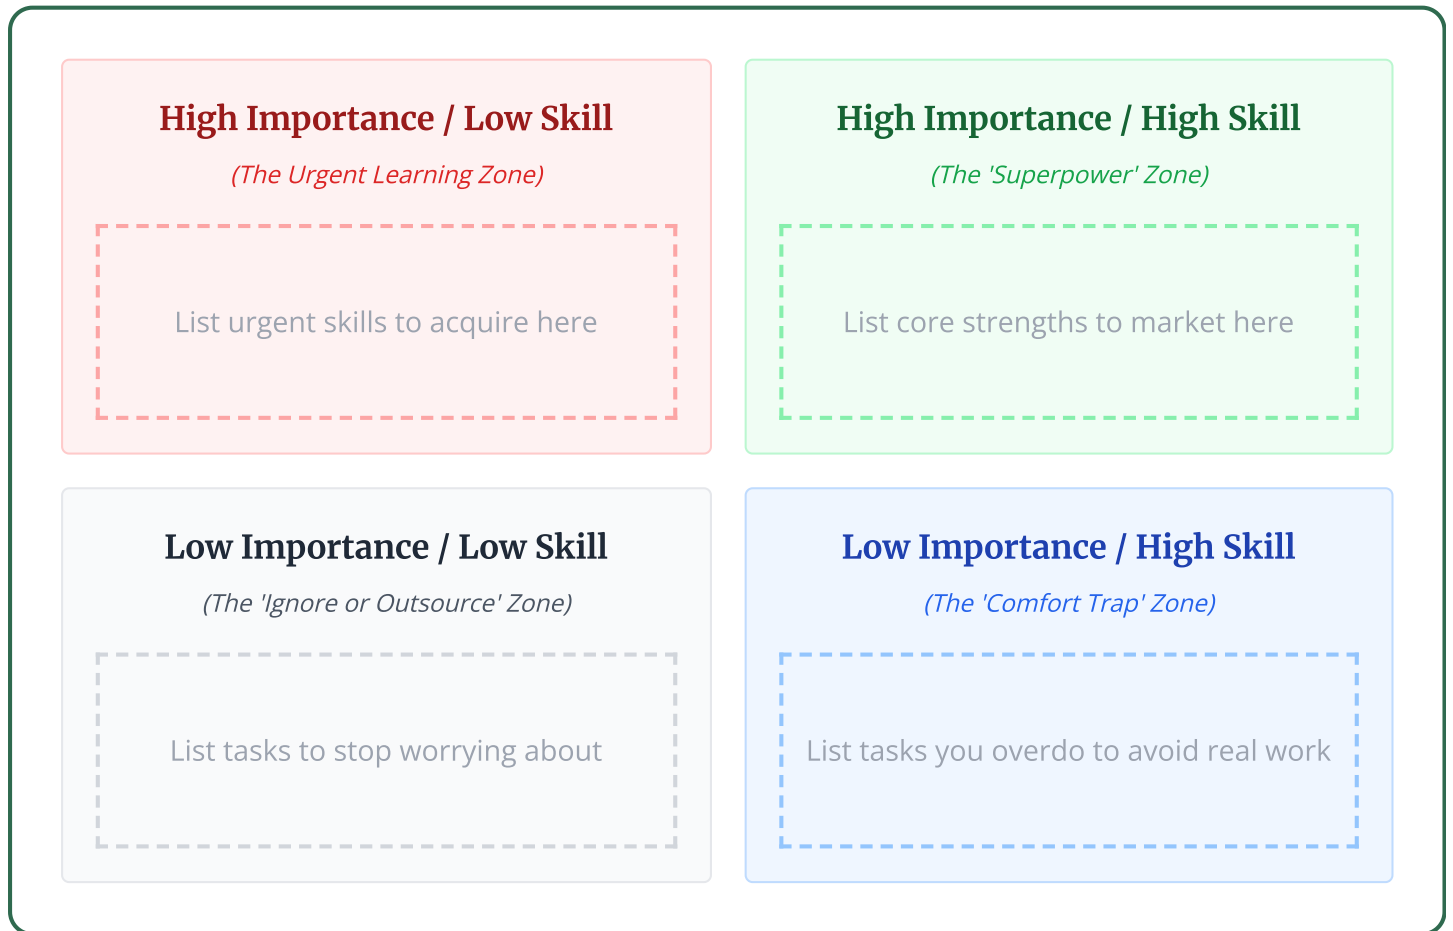 High Importance / Low Skill
(The Urgent Learning Zone)
List urgent skills to acquire here
High Importance / High Skill
(The 'Superpower' Zone)
List core strengths to market here
Low Importance / Low Skill
(The 'Ignore or Outsource' Zone)
List tasks to stop worrying about
Low Importance / High Skill
(The 'Comfort Trap' Zone)
List tasks you overdo to avoid real work